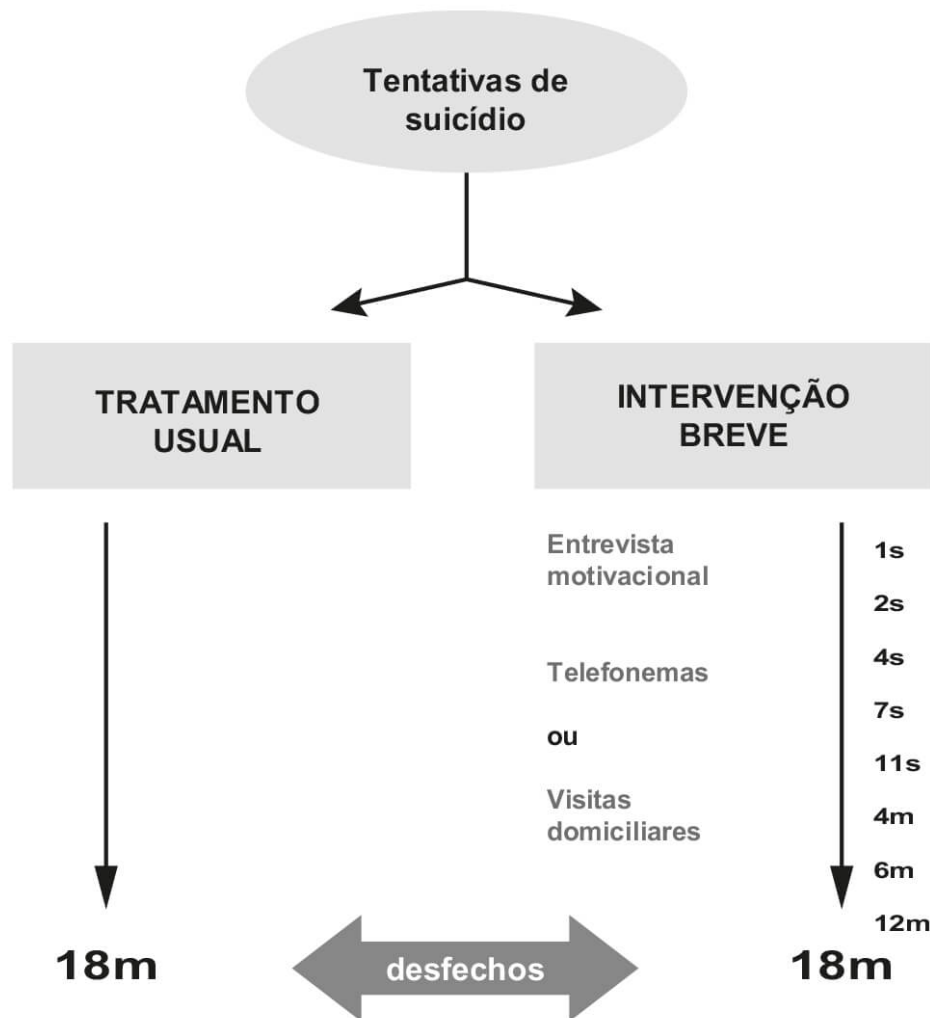 Tentativas de
suicídio
TRATAMENTO
USUAL
INTERVENÇÃO
BREVE
Entrevista
motivacional
Telefonemas
ou
Visitas
domiciliares
1s
2s
4s
7s
11s
4m
6m
12m
18m
desfechos
18m